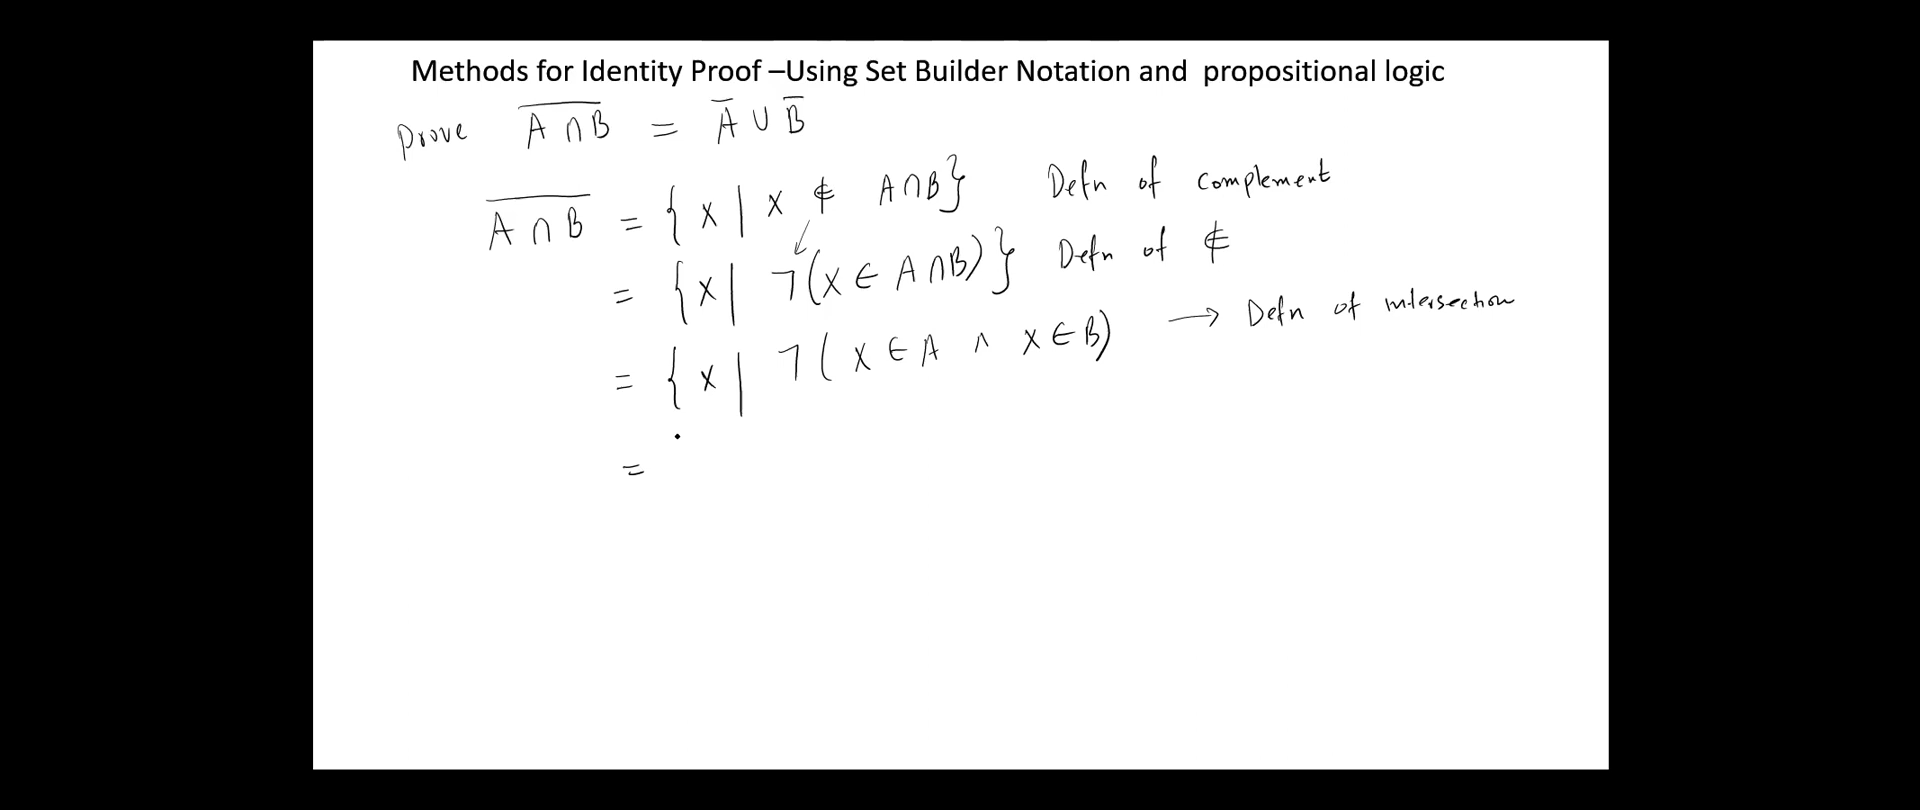 Methods for Identity Proof –Using Set Builder Notation and propositional logic
Prove A̅ ̅∩̅ ̅B̅ = A̅ ∪ B̅
A̅ ̅∩̅ ̅B̅ = { x | x ∉ A∩B} Defn of complement
= {x| ¬(x ∈ A∩B)} Defn of ∉
= { x | ¬( x ∈ A ∧ x ∈ B) → Defn of intersection
=